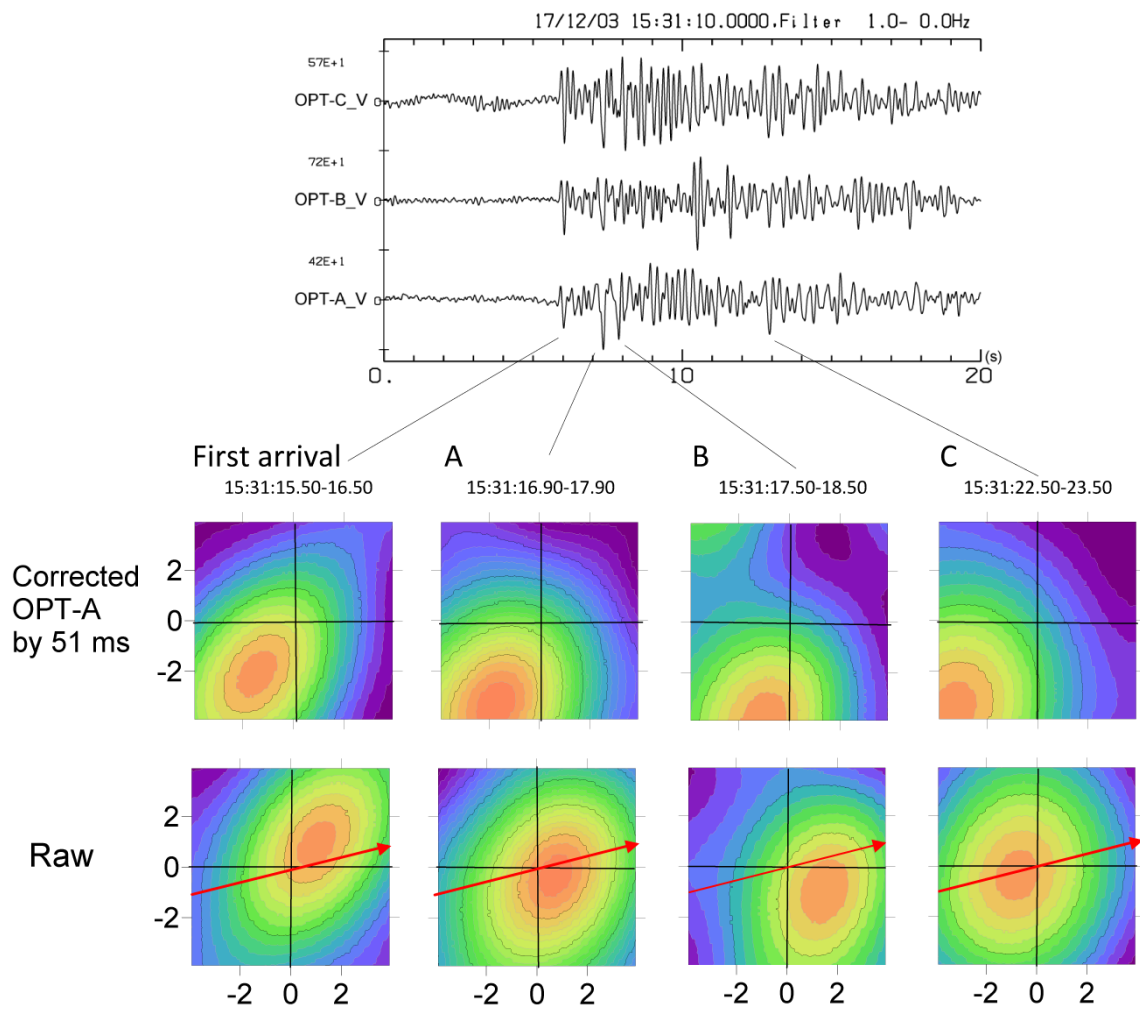 17/12/03 15:31:10.0000.Filter 1.0- 0.0Hz
57E+1
OPT-C_V 0
72E+1
OPT-B_V 0
42E+1
OPT-A_V 0
0. 10 20
(s)
First arrival A B C
15:31:15.50-16.50 15:31:16.90-17.90 15:31:17.50-18.50 15:31:22.50-23.50
Corrected
OPT-A
by 51 ms
2
0
-2
Raw
2
0
-2
-2 0 2 -2 0 2 -2 0 2 -2 0 2